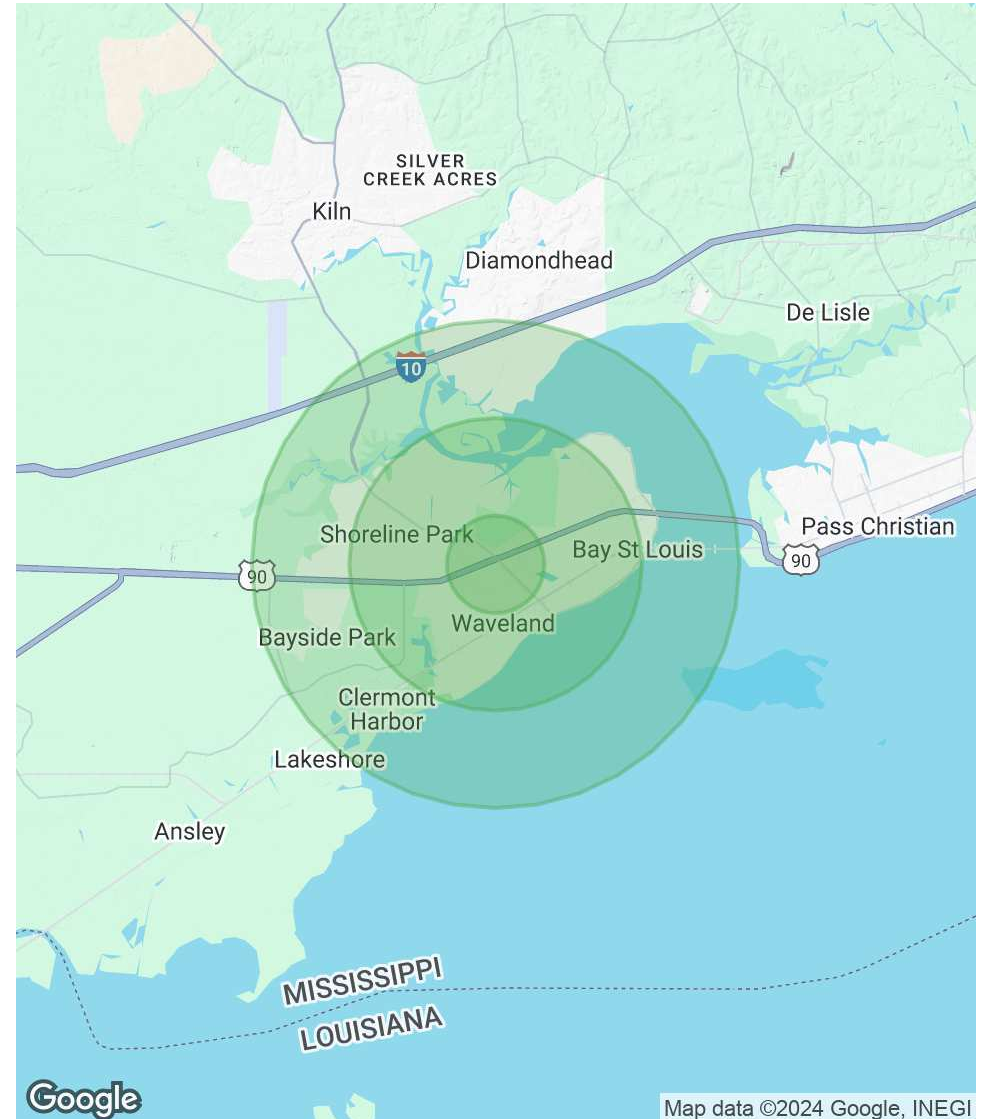 SILVER
CREEK ACRES
Kiln
Diamondhead
De Lisle
10
Pass Christian
Shoreline Park
Bay St Louis
90
90
Waveland
Bayside Park
Clermont
Harbor
Lakeshore
Ansley
MISSISSIPPI
LOUISIANA
Google
Map data ©2024 Google, INEGI